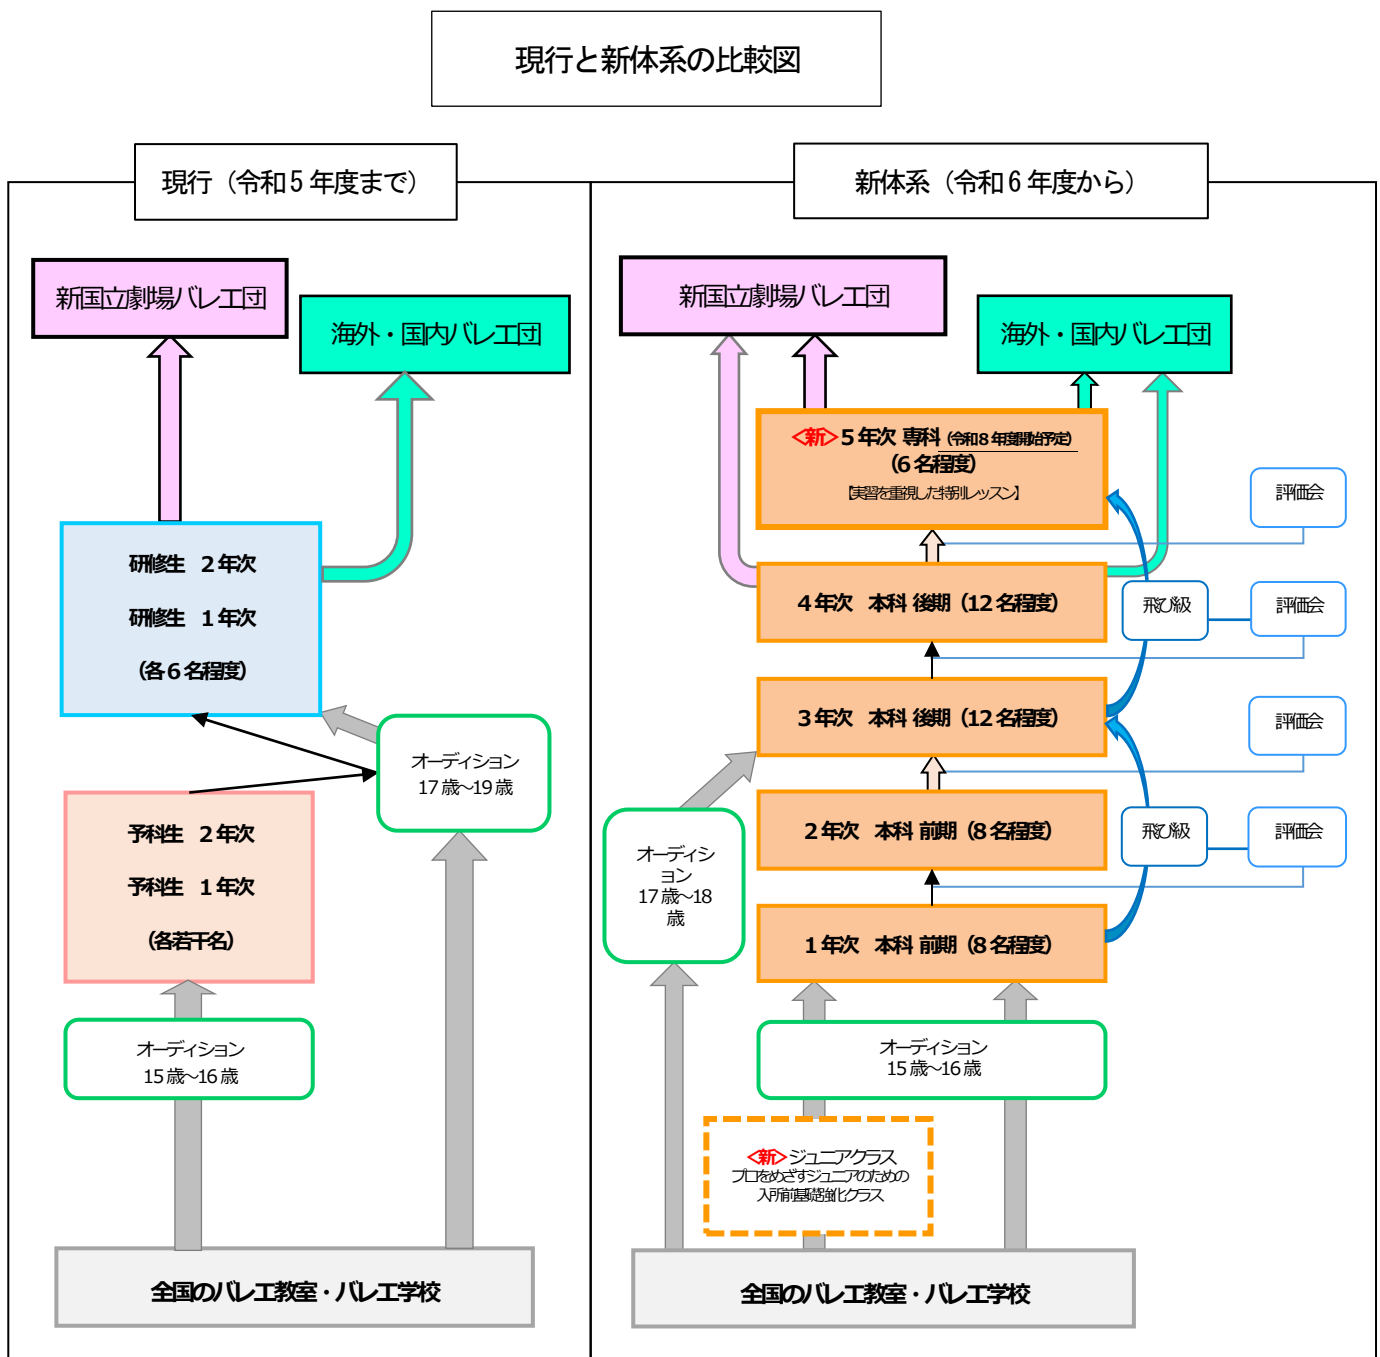 現行と新体系の比較図
現行（令和５年度まで）
新国立劇場バレエ団
海外・国内バレエ団
研修生　２年次
研修生　１年次
（各６名程度）
オーディション
17歳～19歳
予科生　２年次
予科生　１年次
（各若干名）
オーディション
15歳～16歳
全国のバレエ教室・バレエ学校
新体系（令和６年度から）
新国立劇場バレエ団
海外・国内バレエ団
<新>５年次 専科（令和８年度開始予定）
（６名程度）
【実習を重視した特別レッスン】
評価会
４年次　本科 後期（12名程度）
飛び級
評価会
３年次　本科 後期（12名程度）
評価会
２年次　本科 前期（８名程度）
飛び級
評価会
オーディシ
ョン
17歳～18
歳
１年次　本科 前期（８名程度）
オーディション
15歳～16歳
<新>ジュニアクラス
プロをめざすジュニアのための
入所前基礎強化クラス
全国のバレエ教室・バレエ学校